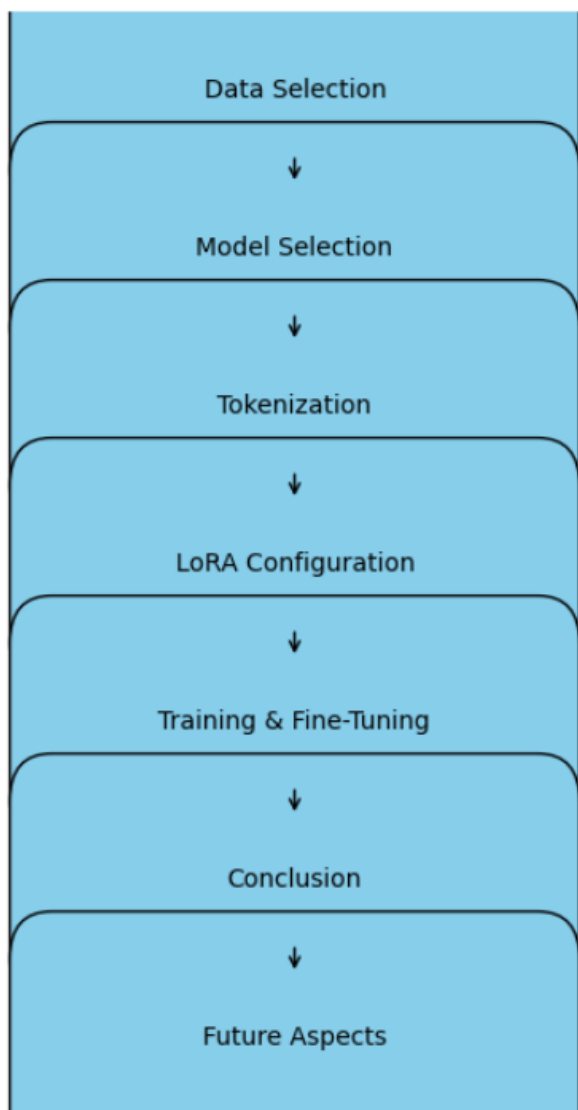 Data Selection
Model Selection
Tokenization
LoRA Configuration
Training & Fine-Tuning
Conclusion
Future Aspects